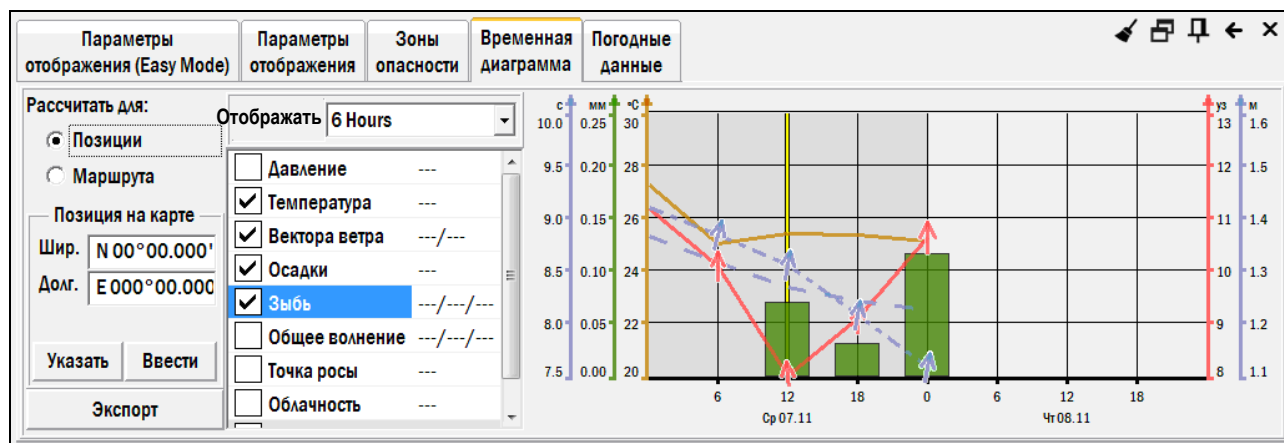 Параметры
отображения (Easy Mode)
Параметры
отображения
Зоны
опасности
Временная
диаграмма
Погодные
данные
Рассчитать для:
Позиции
Маршрута
Позиция на карте
Шир. N 00°00.000'
Долг. E 000°00.000
Указать Ввести
Экспорт
Отображать 6 Hours
Давление ---
Температура ---
Вектора ветра ---/---
Осадки ---
Зыбь ---/---/---
Общее волнение ---/---/---
Точка росы ---
Облачность ---
с мм °C уз м
10.0 0.25 30 13 1.6
9.5 0.20 28 12 1.5
9.0 0.15 26 11 1.4
8.5 0.10 24 10 1.3
8.0 0.05 22 9 1.2
7.5 0.00 20 8 1.1
6 12 18 0 6 12 18
Ср 07.11 Чт 08.11